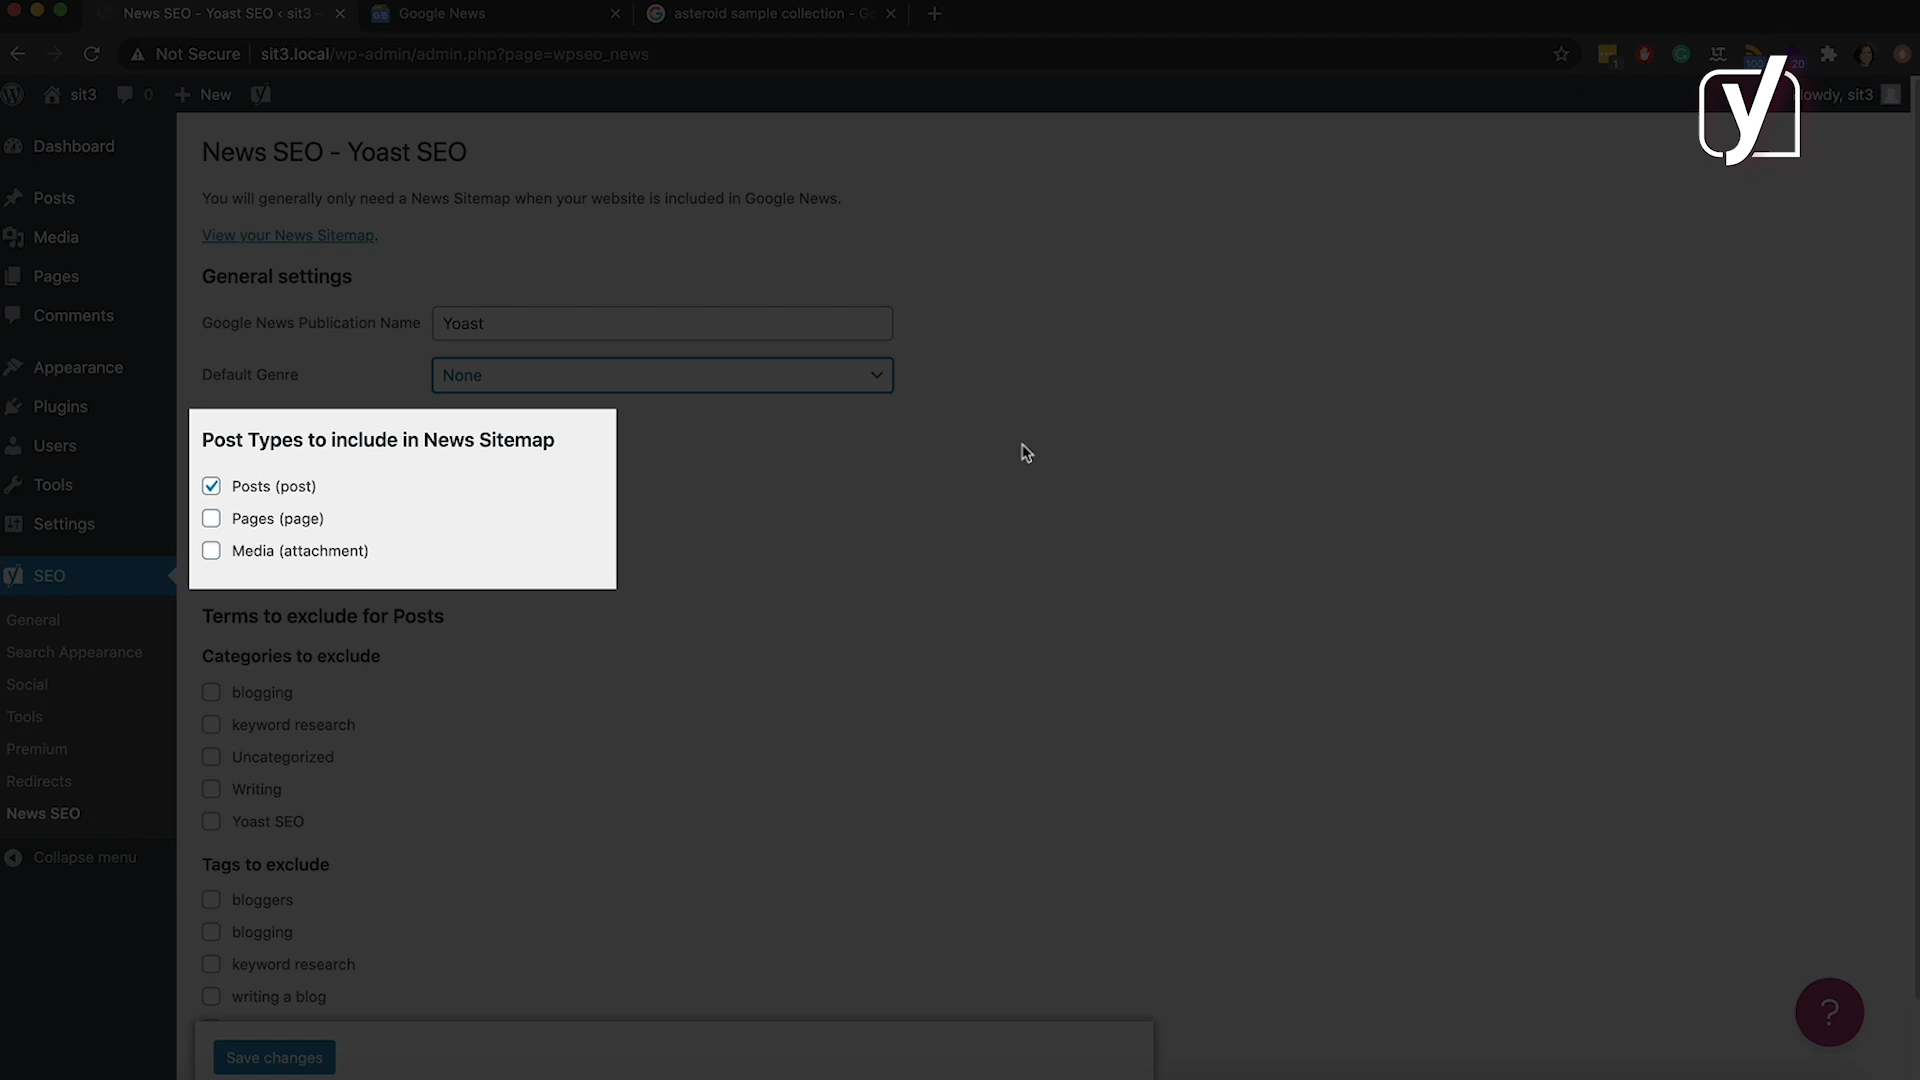 News SEO - Yoast SEO ‹ sit3 –
Google News
asteroid sample collection - Go
Not Secure
sit3.local/wp-admin/admin.php?page=wpseo_news
1
LT
100
20
sit3
0
New
owdy, sit3
y
Dashboard
Posts
Media
Pages
Comments
Appearance
Plugins
Users
Tools
Settings
SEO
General
Search Appearance
Social
Tools
Premium
Redirects
News SEO
Collapse menu
News SEO - Yoast SEO
You will generally only need a News Sitemap when your website is included in Google News.
View your News Sitemap.
General settings
Google News Publication Name
Yoast
Default Genre
None
Post Types to include in News Sitemap
Posts (post)
Pages (page)
Media (attachment)
Terms to exclude for Posts
Categories to exclude
blogging
keyword research
Uncategorized
Writing
Yoast SEO
Tags to exclude
bloggers
blogging
keyword research
writing a blog
Save changes
?